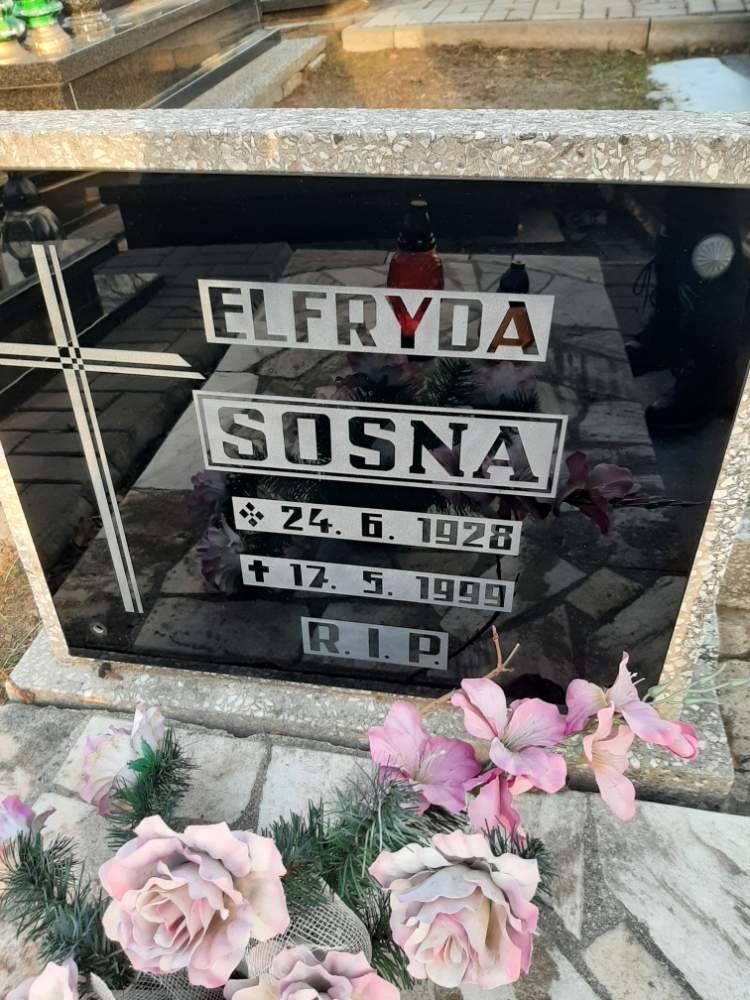 ELFRYDA
SOSNA
24. 6. 1928
✝ 17. 5. 1999
R. I. P.